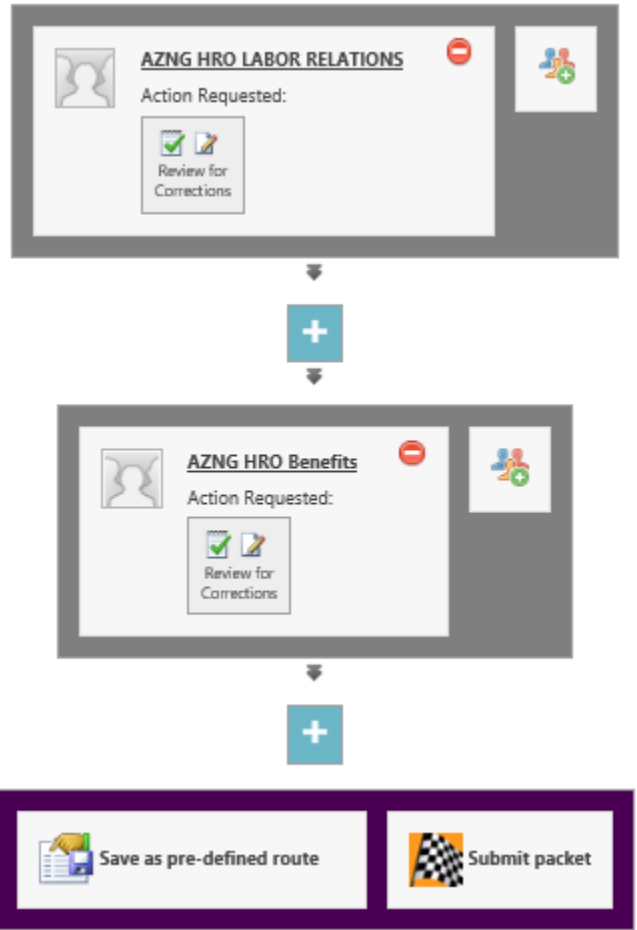 AZNG HRO LABOR RELATIONS
Action Requested:
Review for
Corrections
AZNG HRO Benefits
Action Requested:
Review for
Corrections
Save as pre-defined route
Submit packet